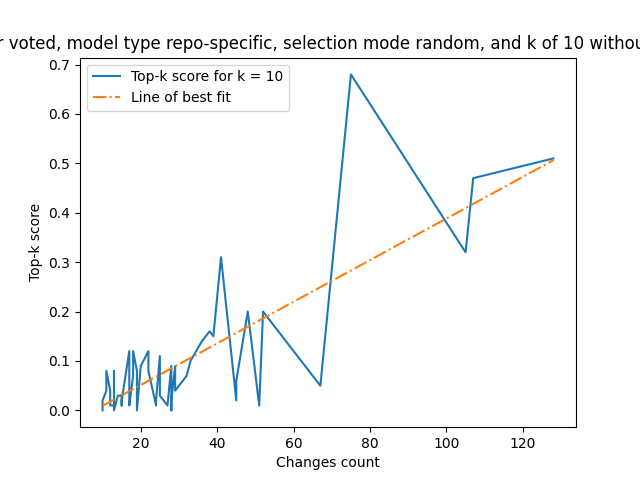 r voted, model type repo-specific, selection mode random, and k of 10 withou
Top-k score for k = 10
Line of best fit
Top-k score
0.7
0.6
0.5
0.4
0.3
0.2
0.1
0.0
20 40 60 80 100 120
Changes count